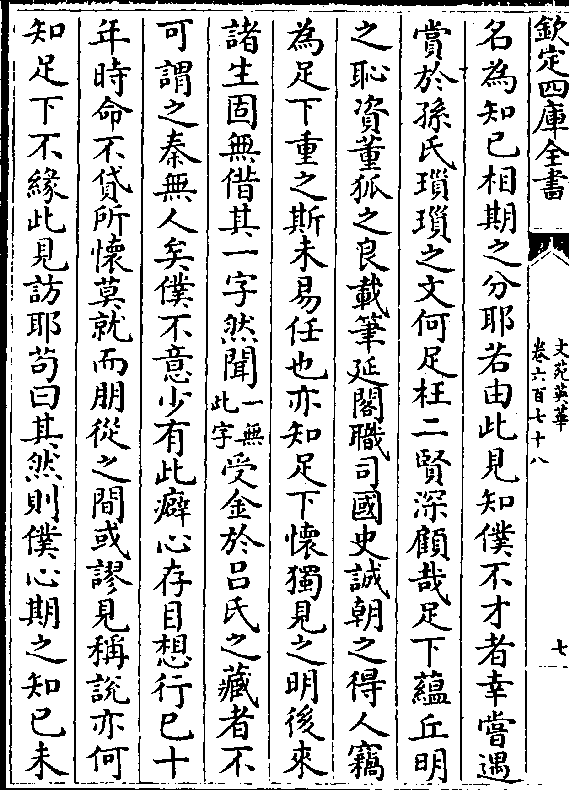 欽定四庫全書
文苑英華
卷六百七十八
七
名為知已相期之分耶若由此見知僕不才者幸嘗遇
賞於孫氏瑣瑣之文何足枉二賢深顧哉足下蘊丘明
之恥資董狐之良載筆延閣職司國史誠朝之得人竊
為足下重之斯未易任也亦知足下懷獨見之明後來
諸生固無偕其一字然聞一無此字受金於呂氏之藏者不
可謂之秦無人矣僕不意少有此癖心存目想行已十
年時命不貸所懷莫就而朋從之間或謬見稱說亦何
知足下不緣此見訪耶苟曰其然則僕心期之知已未